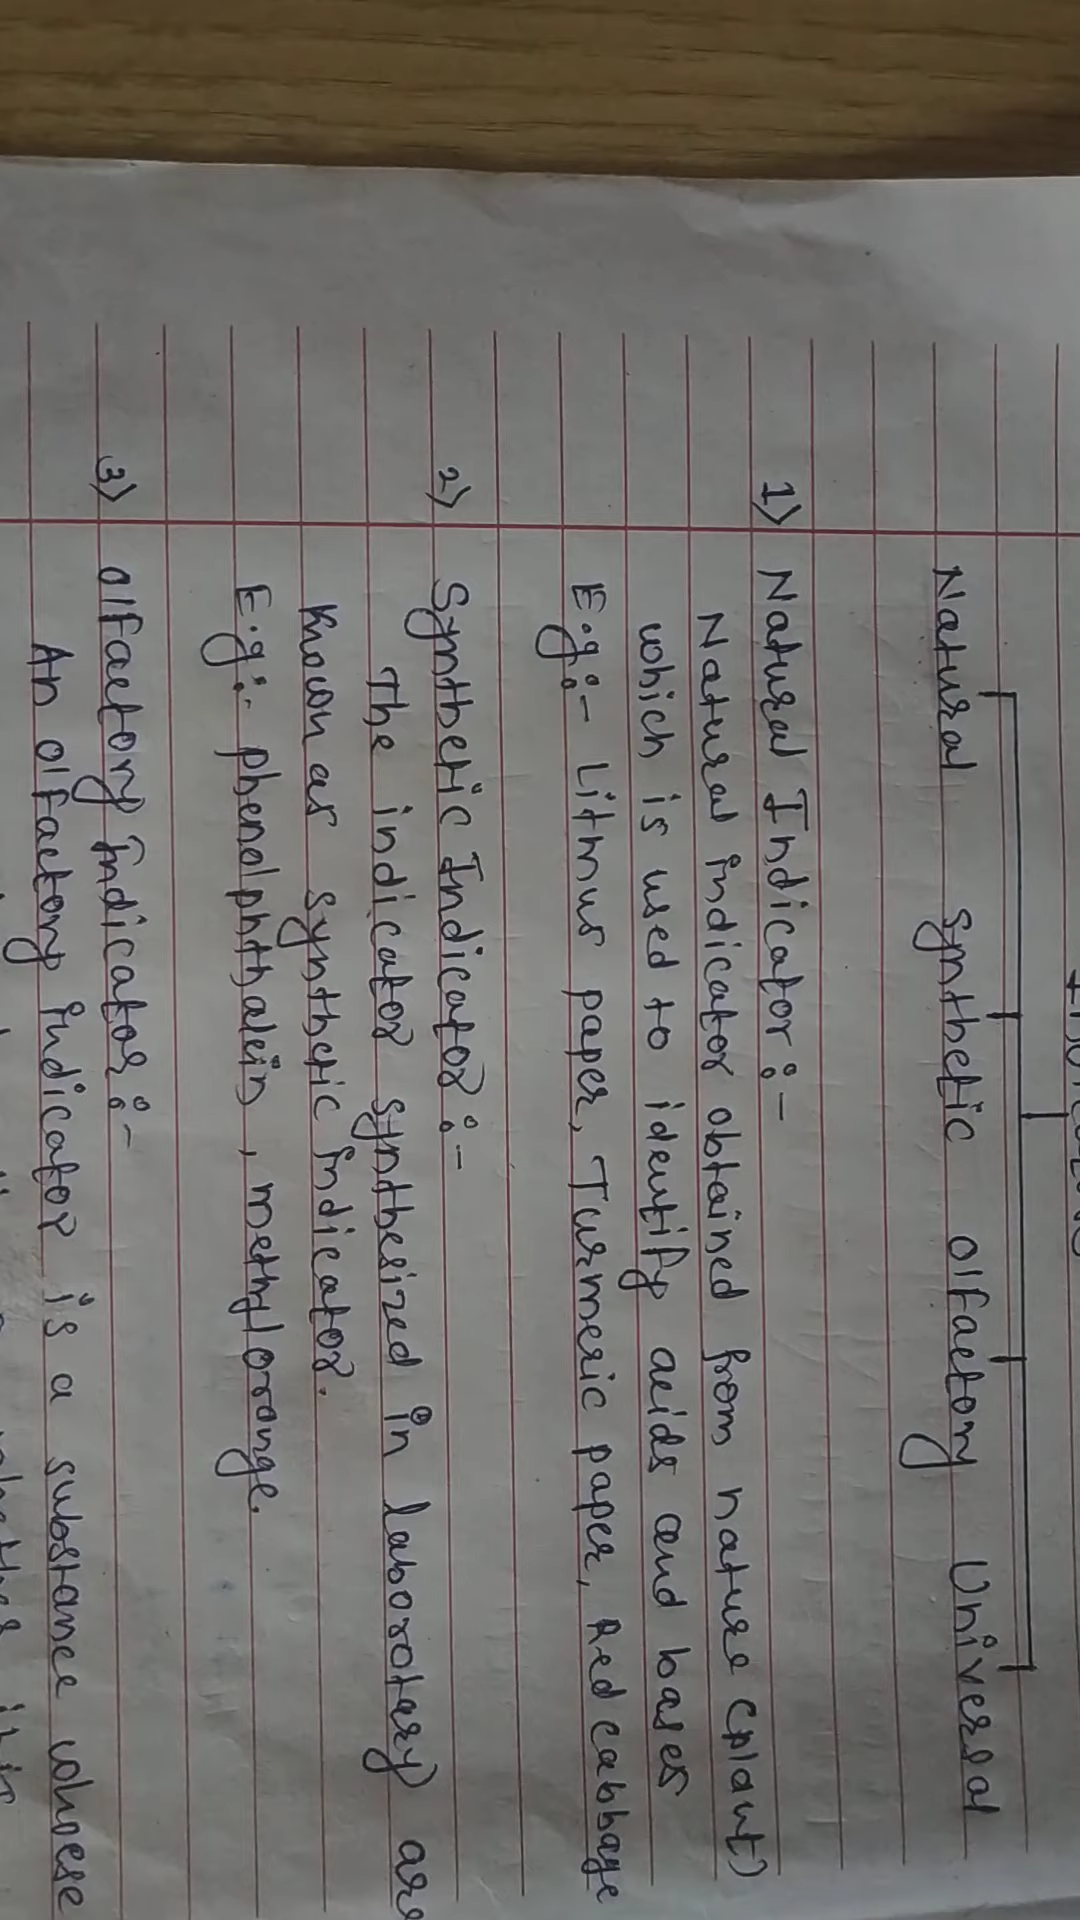 Natural synthetic olfactory Universal
1) Natural Indicator :-
Natural indicator obtained from nature (plant)
which is used to identify acids and bases
E.g :- Litmus paper, Turmeric paper, Red cabbage
2) Synthetic Indicator :-
The indicator synthesized in laborotary are
known as synthetic indicator.
E.g :- phenolphthalein, methyl orange.
3) olfactory indicator :-
An olfactory indicator is a substance whoese